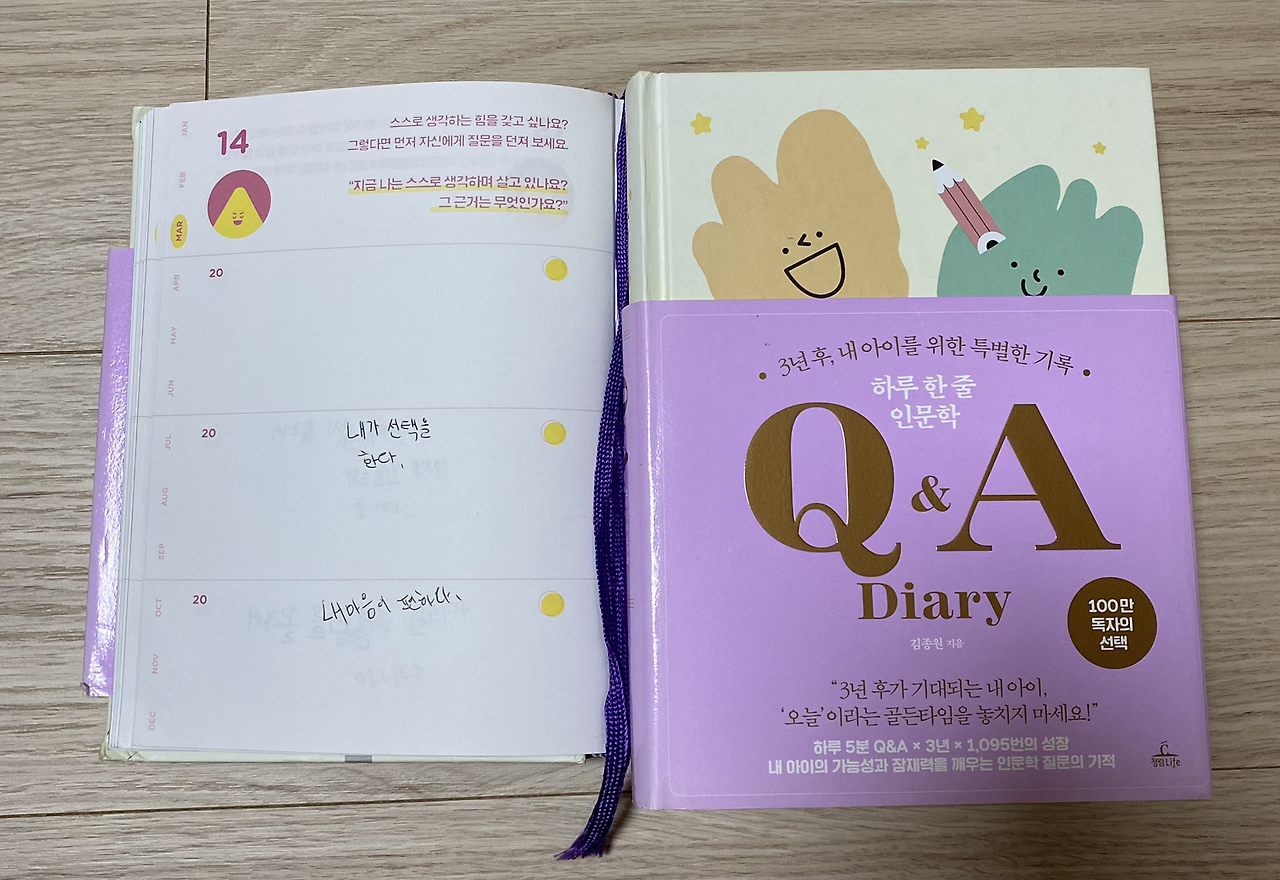 JAN
FEB
MAR
APR
MAY
JUN
JUL
AUG
SEP
OCT
NOV
DEC
14
스스로 생각하는 힘을 갖고 싶나요?
그렇다면 먼저 자신에게 질문을 던져 보세요.
“지금 나는 스스로 생각하며 살고 있나요?
그 근거는 무엇인가요?”
20
20
내가 선택을
한다.
20
내마음이 편하다.
3년 후, 내 아이를 위한 특별한 기록
하루 한 줄
인문학
Q & A
Diary
김종원 지음
100만
독자의
선택
“3년 후가 기대되는 내 아이,
‘오늘’이라는 골든타임을 놓치지 마세요!”
하루 5분 Q&A × 3년 × 1,095번의 성장
내 아이의 가능성과 잠재력을 깨우는 인문학 질문의 기적
청림Life